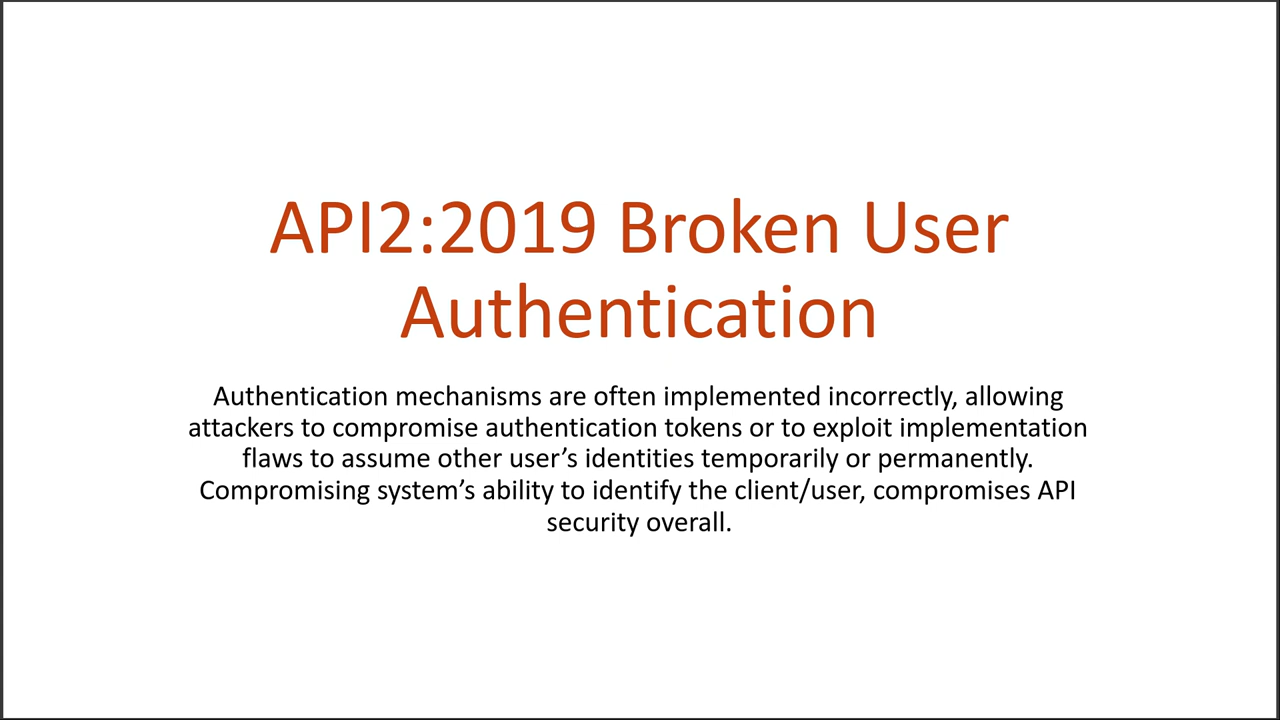 API2:2019 Broken User
Authentication
Authentication mechanisms are often implemented incorrectly, allowing
attackers to compromise authentication tokens or to exploit implementation
flaws to assume other user’s identities temporarily or permanently.
Compromising system’s ability to identify the client/user, compromises API
security overall.